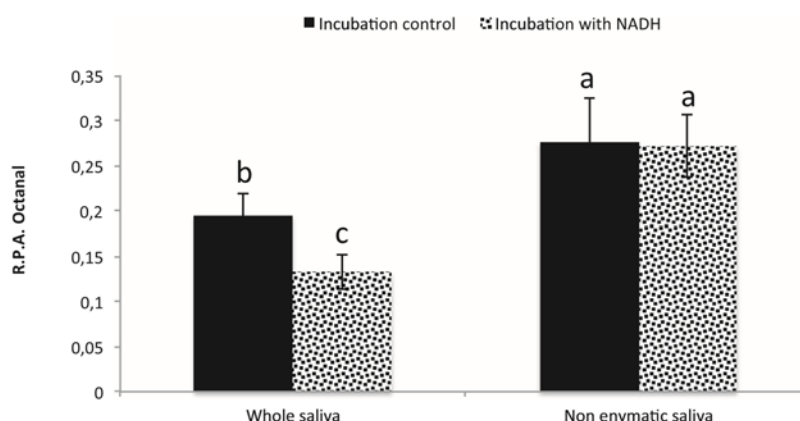 Incubation control Incubation with NADH
R.P.A. Octanal
0,35
0,3
0,25
0,2
0,15
0,1
0,05
0
b
c
a
a
Whole saliva Non enymatic saliva